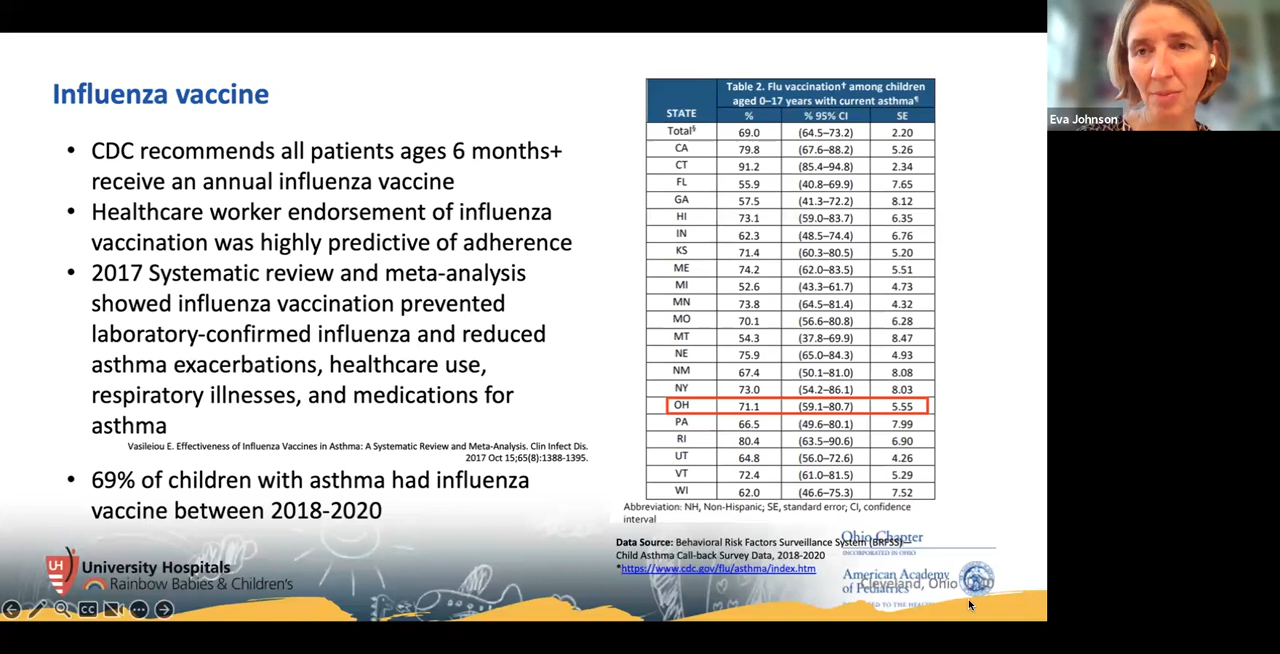 Influenza vaccine
• CDC recommends all patients ages 6 months+
receive an annual influenza vaccine
• Healthcare worker endorsement of influenza
vaccination was highly predictive of adherence
• 2017 Systematic review and meta-analysis
showed influenza vaccination prevented
laboratory-confirmed influenza and reduced
asthma exacerbations, healthcare use,
respiratory illnesses, and medications for
asthma
Vasileiou E. Effectiveness of Influenza Vaccines in Asthma: A Systematic Review and Meta-Analysis. Clin Infect Dis.
2017 Oct 15;65(8):1388-1395.
• 69% of children with asthma had influenza
vaccine between 2018-2020
UH University Hospitals
Rainbow Babies & Children's
CC
Table 2. Flu vaccination† among children
aged 0–17 years with current asthma¶
STATE % % 95% CI SE
Total§ 69.0 (64.5–73.2) 2.20
CA 79.8 (67.6–88.2) 5.26
CT 91.2 (85.4–94.8) 2.34
FL 55.9 (40.8–69.9) 7.65
GA 57.5 (41.3–72.2) 8.12
HI 73.1 (59.0–83.7) 6.35
IN 62.3 (48.5–74.4) 6.76
KS 71.4 (60.3–80.5) 5.20
ME 74.2 (62.0–83.5) 5.51
MI 52.6 (43.3–61.7) 4.73
MN 73.8 (64.5–81.4) 4.32
MO 70.1 (56.6–80.8) 6.28
MT 54.3 (37.8–69.9) 8.47
NE 75.9 (65.0–84.3) 4.93
NM 67.4 (50.1–81.0) 8.08
NY 73.0 (54.2–86.1) 8.03
OH 71.1 (59.1–80.7) 5.55
PA 66.5 (49.6–80.1) 7.99
RI 80.4 (63.5–90.6) 6.90
UT 64.8 (56.0–72.6) 4.26
VT 72.4 (61.0–81.5) 5.29
WI 62.0 (46.6–75.3) 7.52
Abbreviation: NH, Non-Hispanic; SE, standard error; CI, confidence
interval
Data Source: Behavioral Risk Factors Surveillance System (BRFSS)—
Child Asthma Call-back Survey Data, 2018-2020
*https://www.cdc.gov/flu/asthma/index.htm
Ohio Chapter
INCORPORATED IN OHIO
American Academy
of Pediatrics
Cleveland, Ohio
Eva Johnson